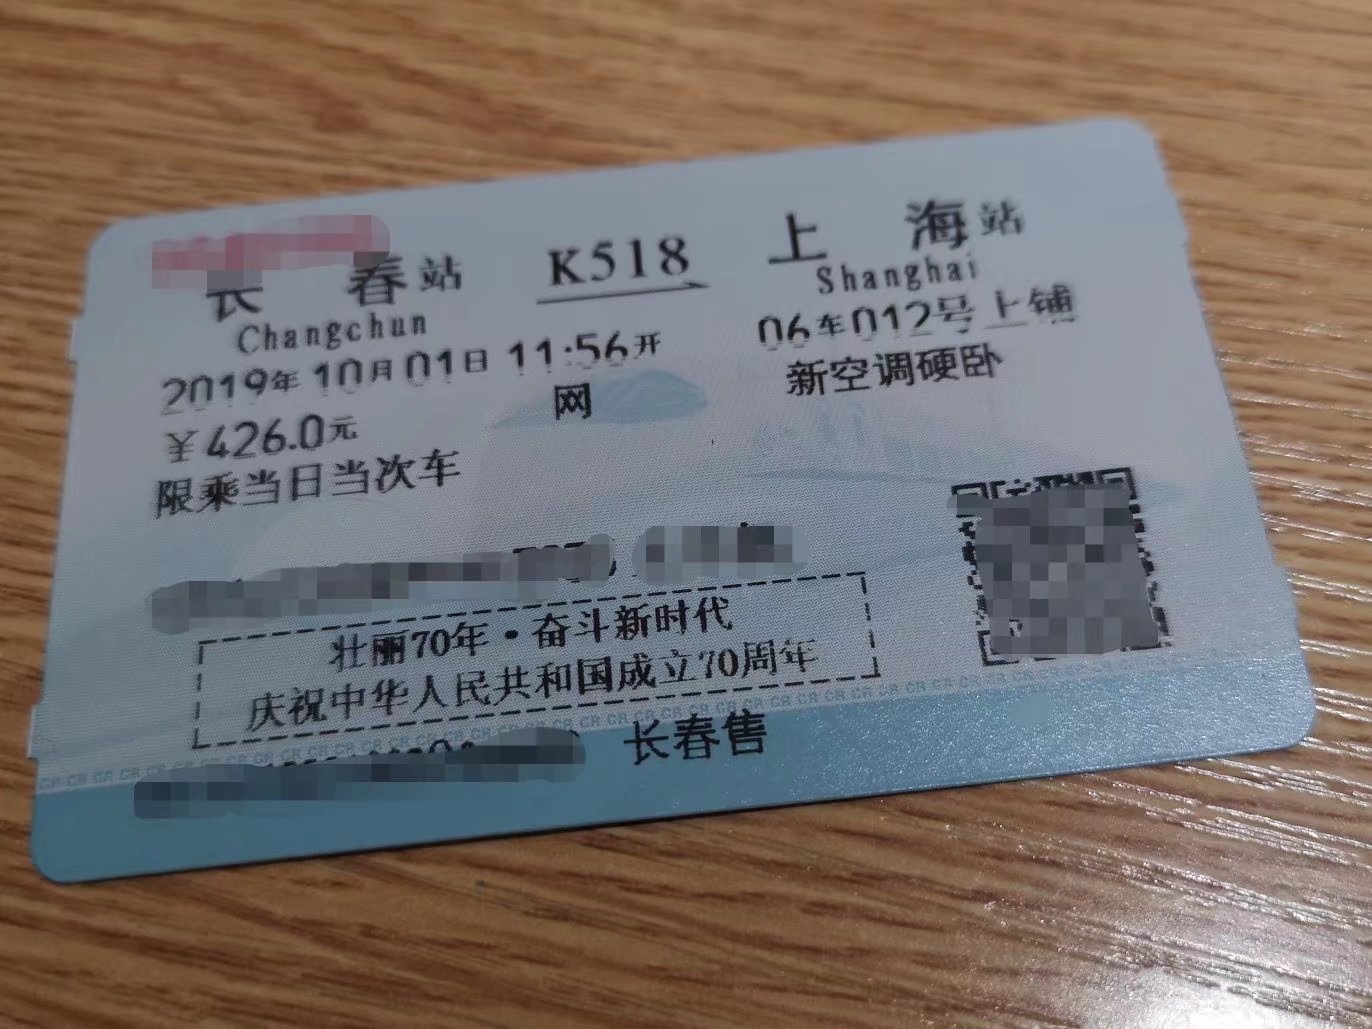 长春站 K518 上海站
Changchun Shanghai
2019年10月01日 11:56开 06车012号上铺
￥426.0元 网 新空调硬卧
限乘当日当次车
壮丽70年·奋斗新时代
庆祝中华人民共和国成立70周年
长春售